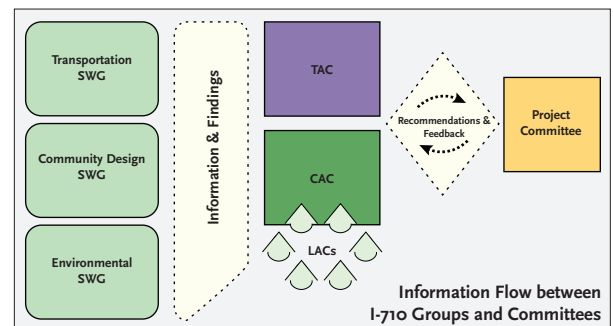 Transportation
SWG
Community Design
SWG
Environmental
SWG
Information & Findings
TAC
CAC
LACs
Recommendations &
Feedback
Project
Committee
Information Flow between
I-710 Groups and Committees